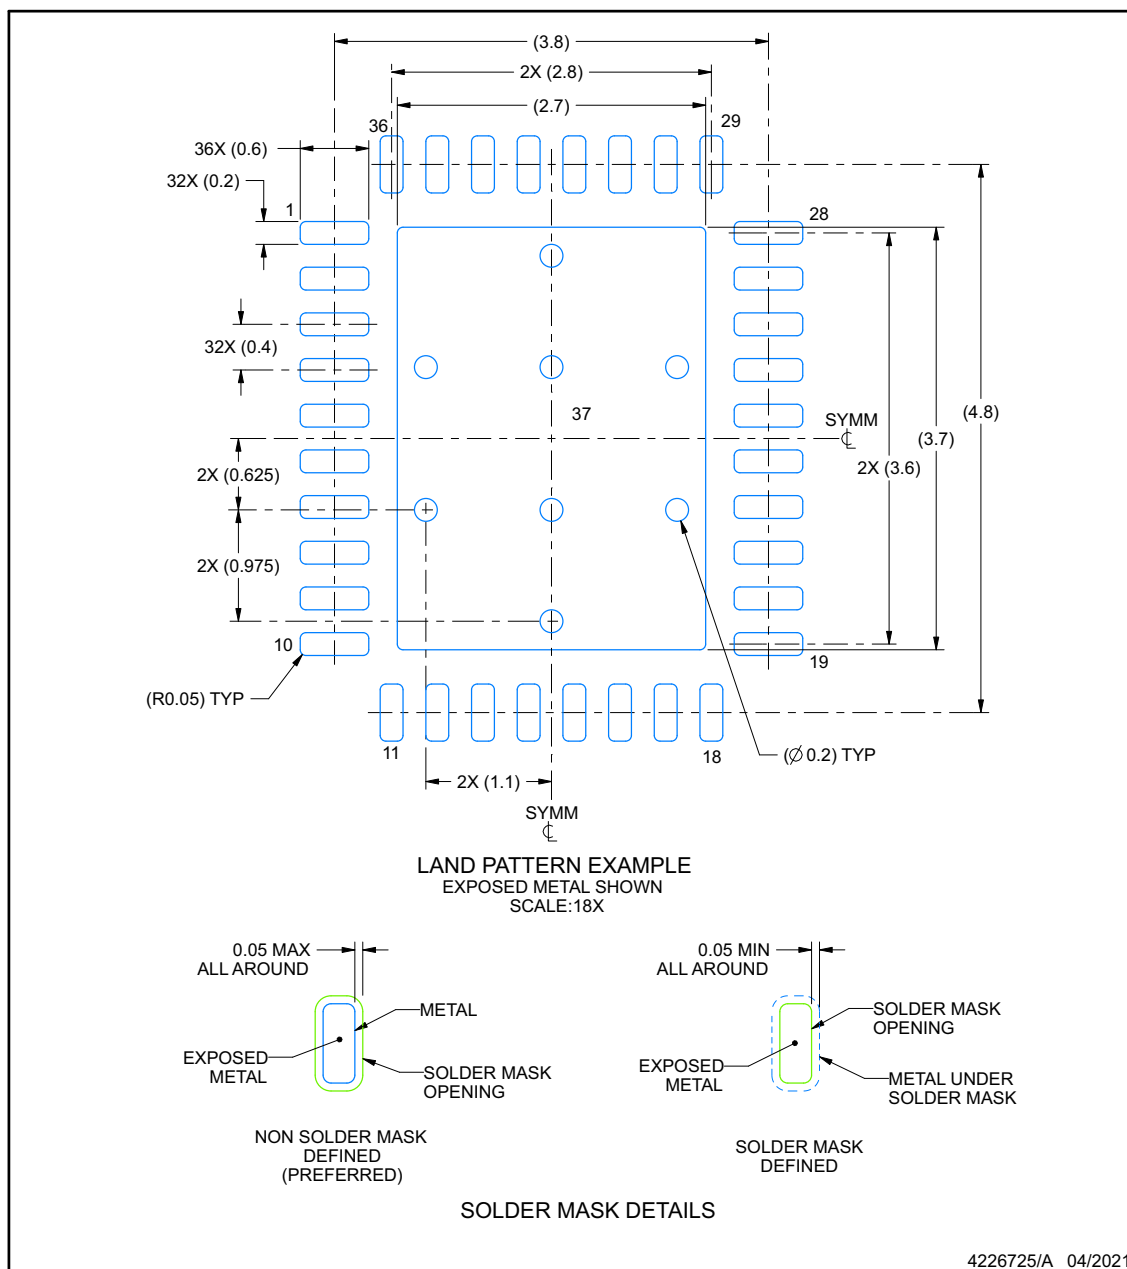 (3.8)
2X (2.8)
(2.7)
36
29
36X (0.6)
32X (0.2)
1
28
32X (0.4)
37
SYMM
℄
(4.8)
(3.7)
2X (3.6)
2X (0.625)
2X (0.975)
10
19
(R0.05) TYP
11
18
(∅ 0.2) TYP
2X (1.1)
SYMM
℄
LAND PATTERN EXAMPLE
EXPOSED METAL SHOWN
SCALE:18X
0.05 MAX
ALL AROUND
METAL
EXPOSED
METAL
SOLDER MASK
OPENING
NON SOLDER MASK
DEFINED
(PREFERRED)
0.05 MIN
ALL AROUND
SOLDER MASK
OPENING
EXPOSED
METAL
METAL UNDER
SOLDER MASK
SOLDER MASK
DEFINED
SOLDER MASK DETAILS
4226725/A 04/2021